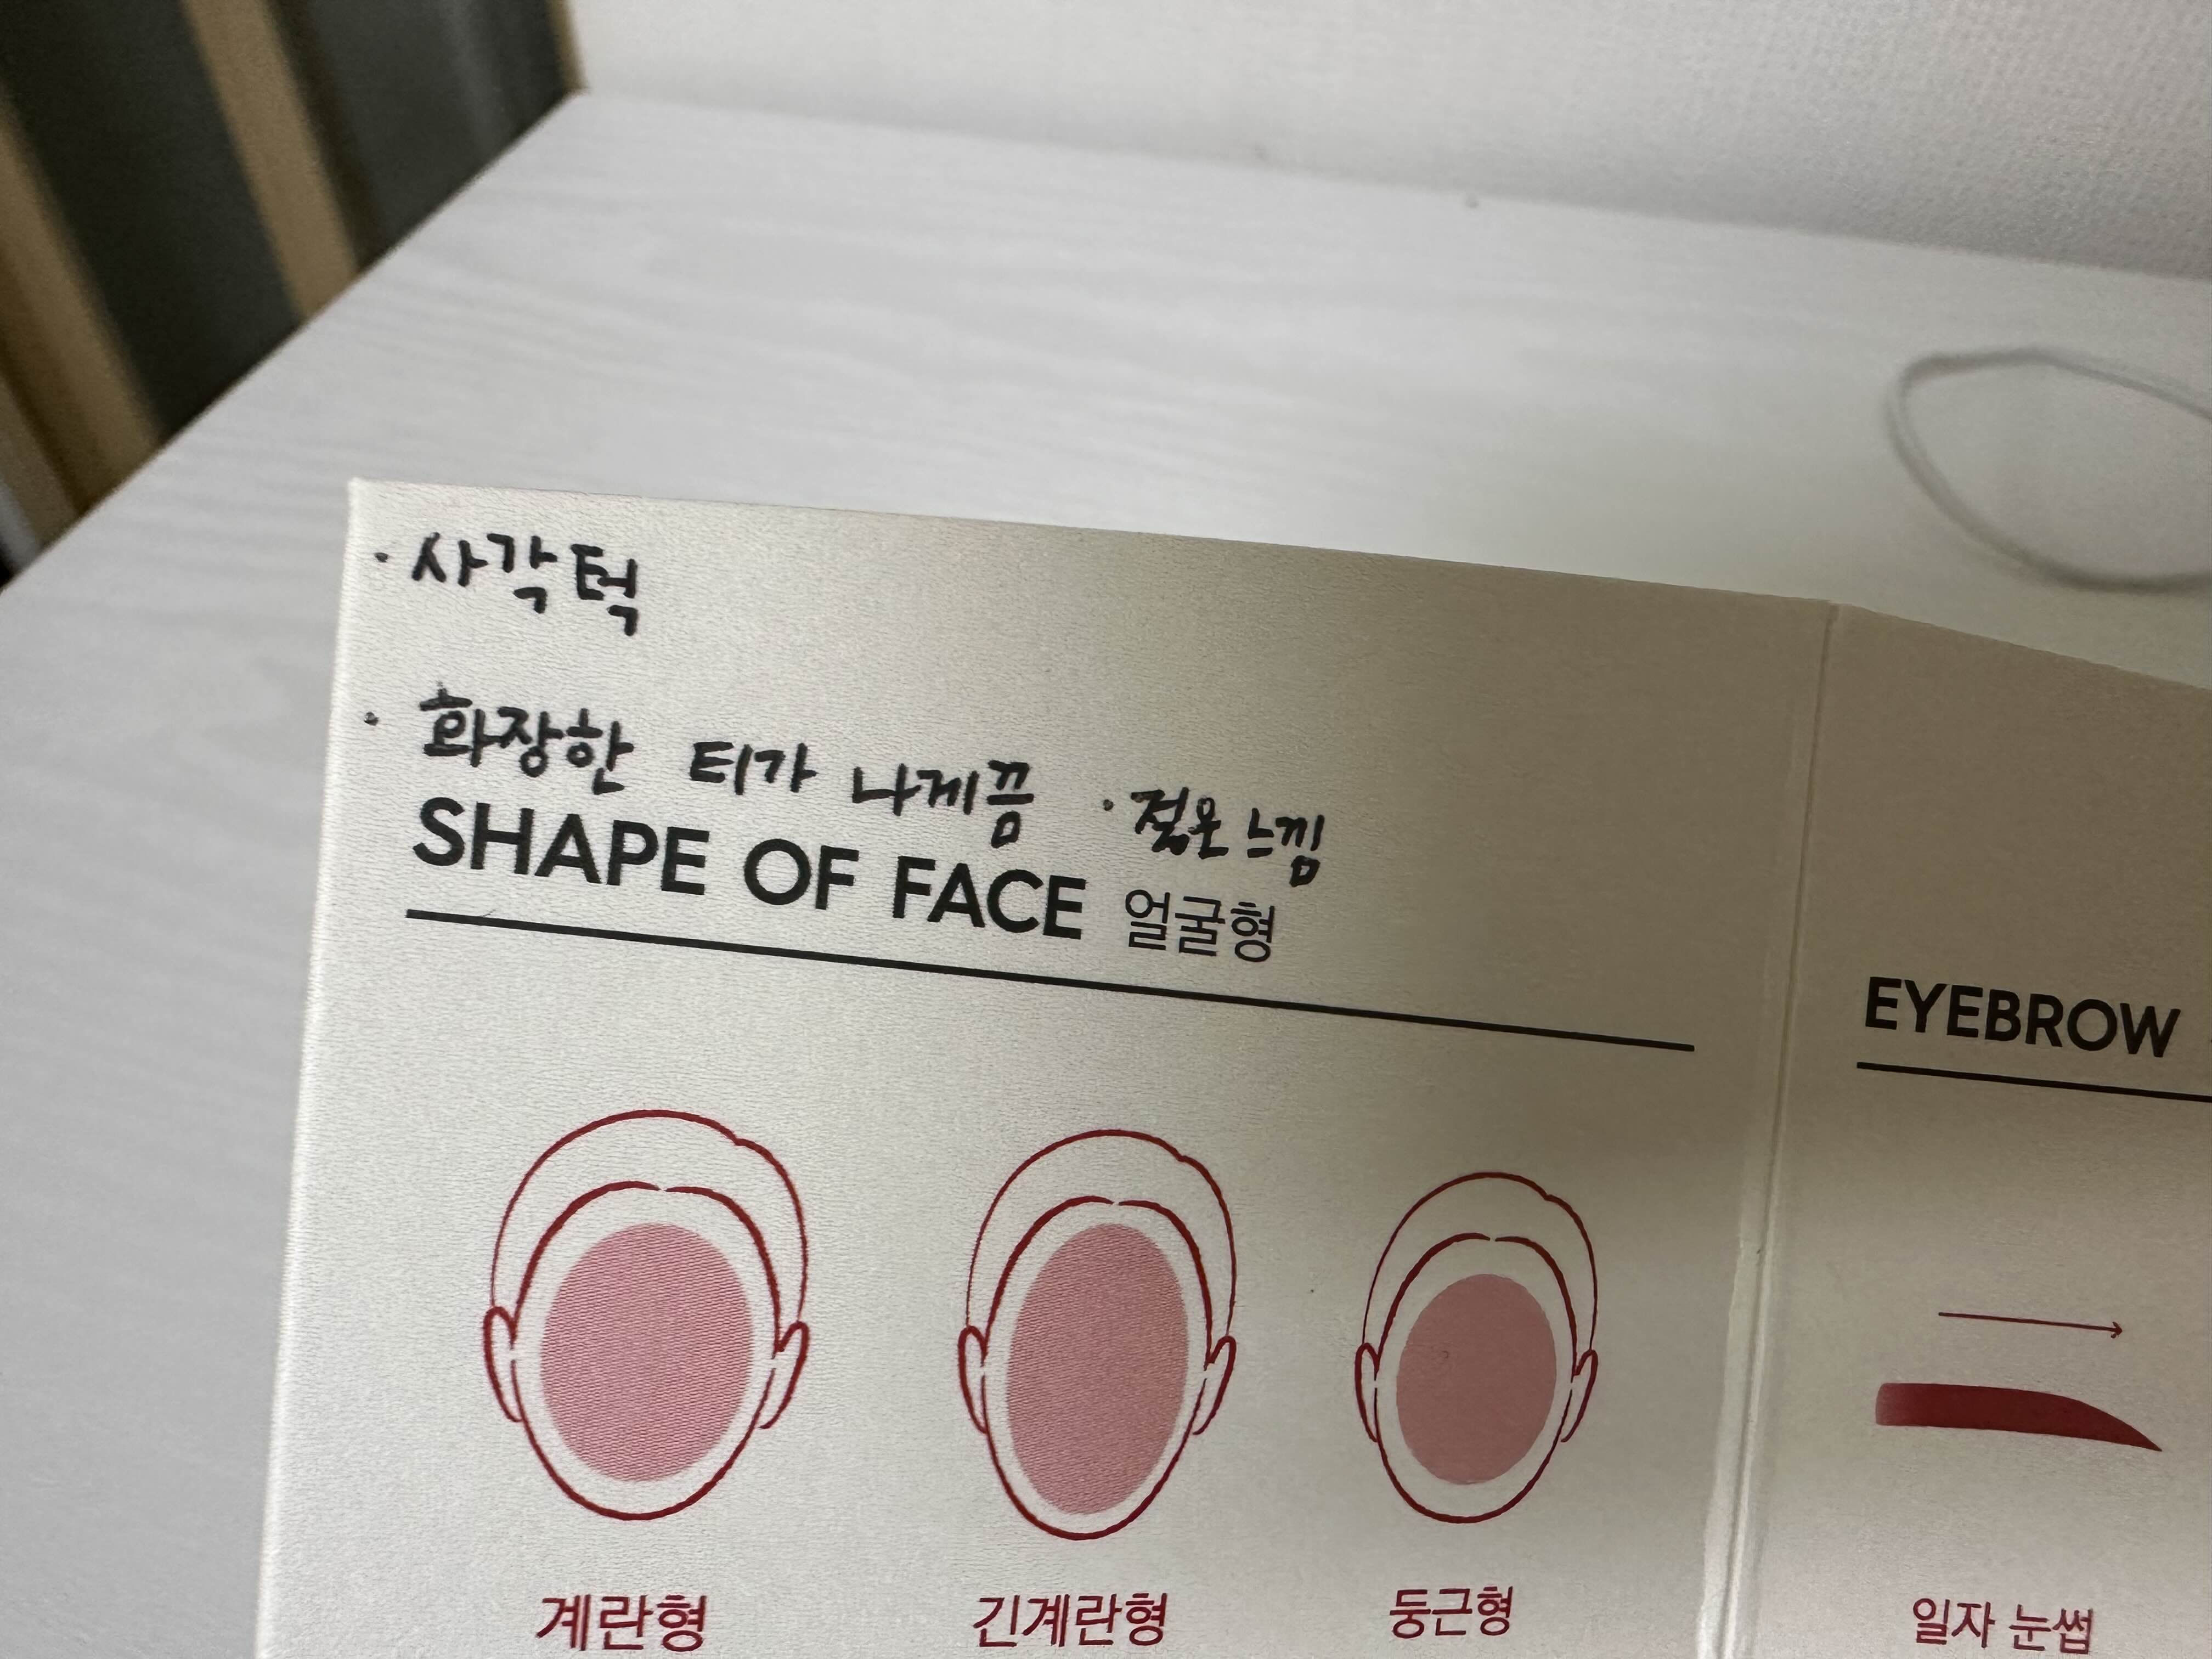 · 사각턱
· 화장한 티가 나게끔 · 젊은 느낌
SHAPE OF FACE 얼굴형
계란형
긴계란형
둥근형
EYEBROW
일자 눈썹